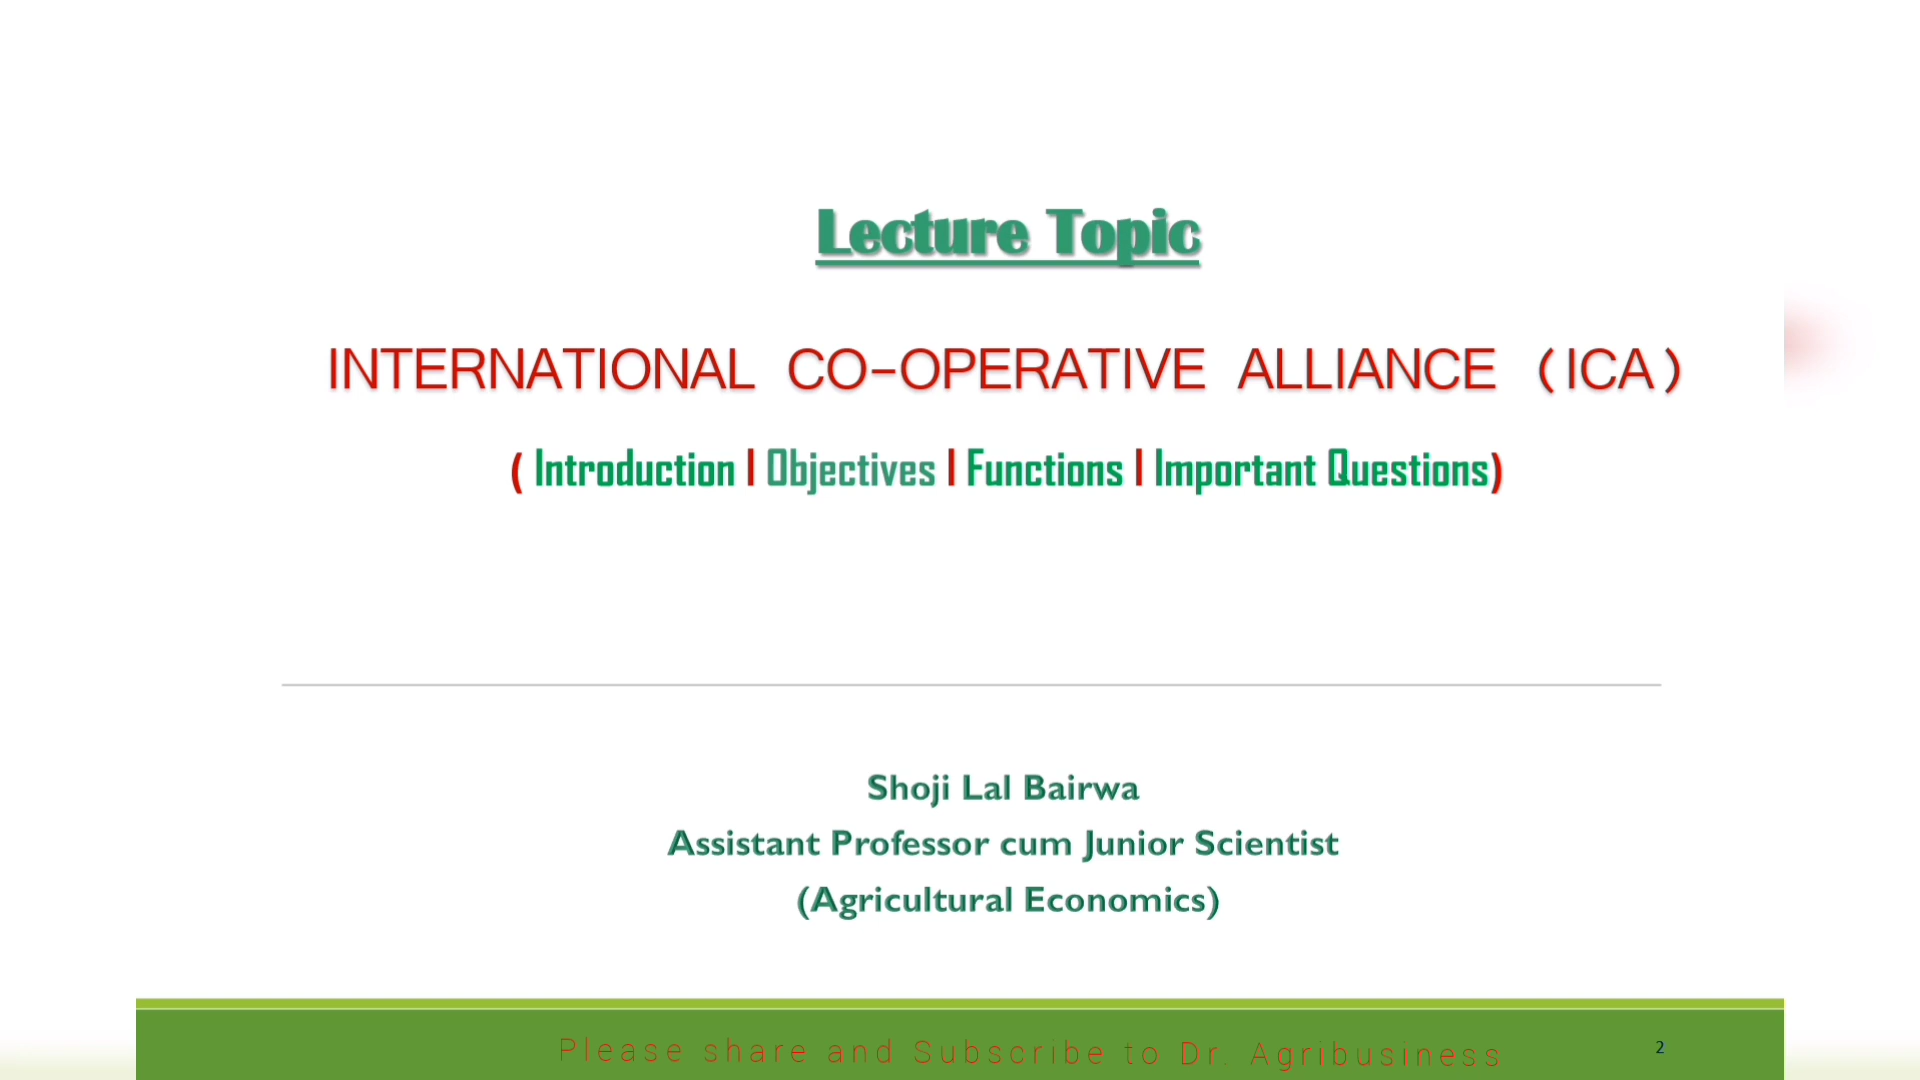 Lecture Topic
INTERNATIONAL CO-OPERATIVE ALLIANCE (ICA)
( Introduction I Objectives I Functions I Important Questions)
Shoji Lal Bairwa
Assistant Professor cum Junior Scientist
(Agricultural Economics)
Please share and Subscribe to Dr. Agribusiness
2